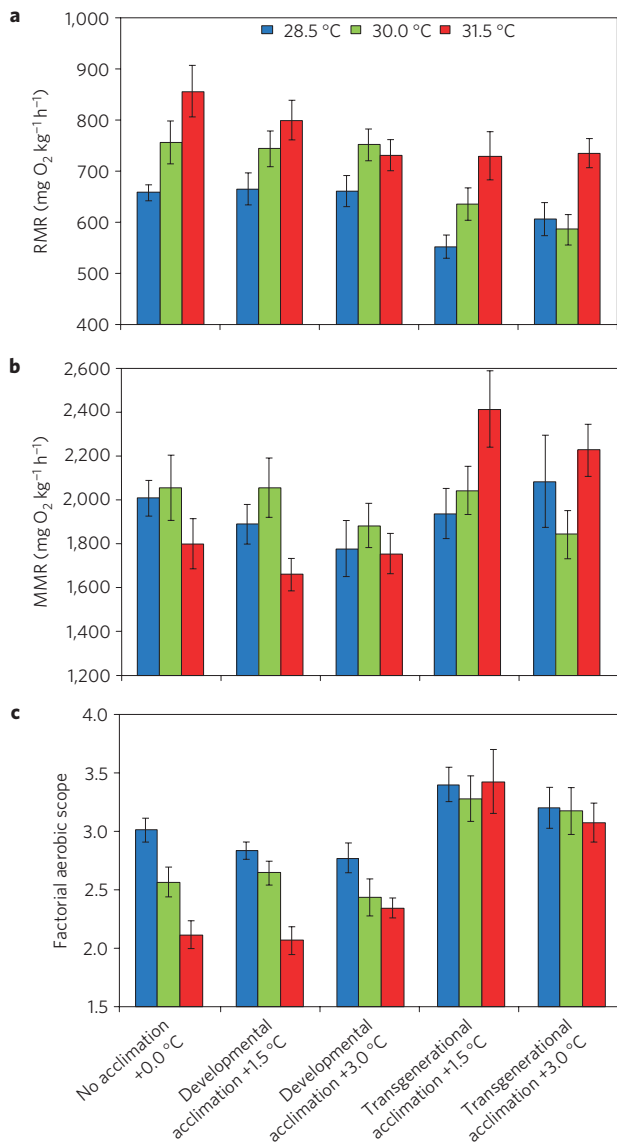 a
28.5 °C 30.0 °C 31.5 °C
1,000
900
800
700
600
500
400
RMR (mg O₂ kg⁻¹ h⁻¹)
b
2,600
2,400
2,200
2,000
1,800
1,600
1,400
1,200
MMR (mg O₂ kg⁻¹ h⁻¹)
c
4.0
3.5
3.0
2.5
2.0
1.5
Factorial aerobic scope
No acclimation
+0.0 °C
Developmental
acclimation +1.5 °C
Developmental
acclimation +3.0 °C
Transgenerational
acclimation +1.5 °C
Transgenerational
acclimation +3.0 °C